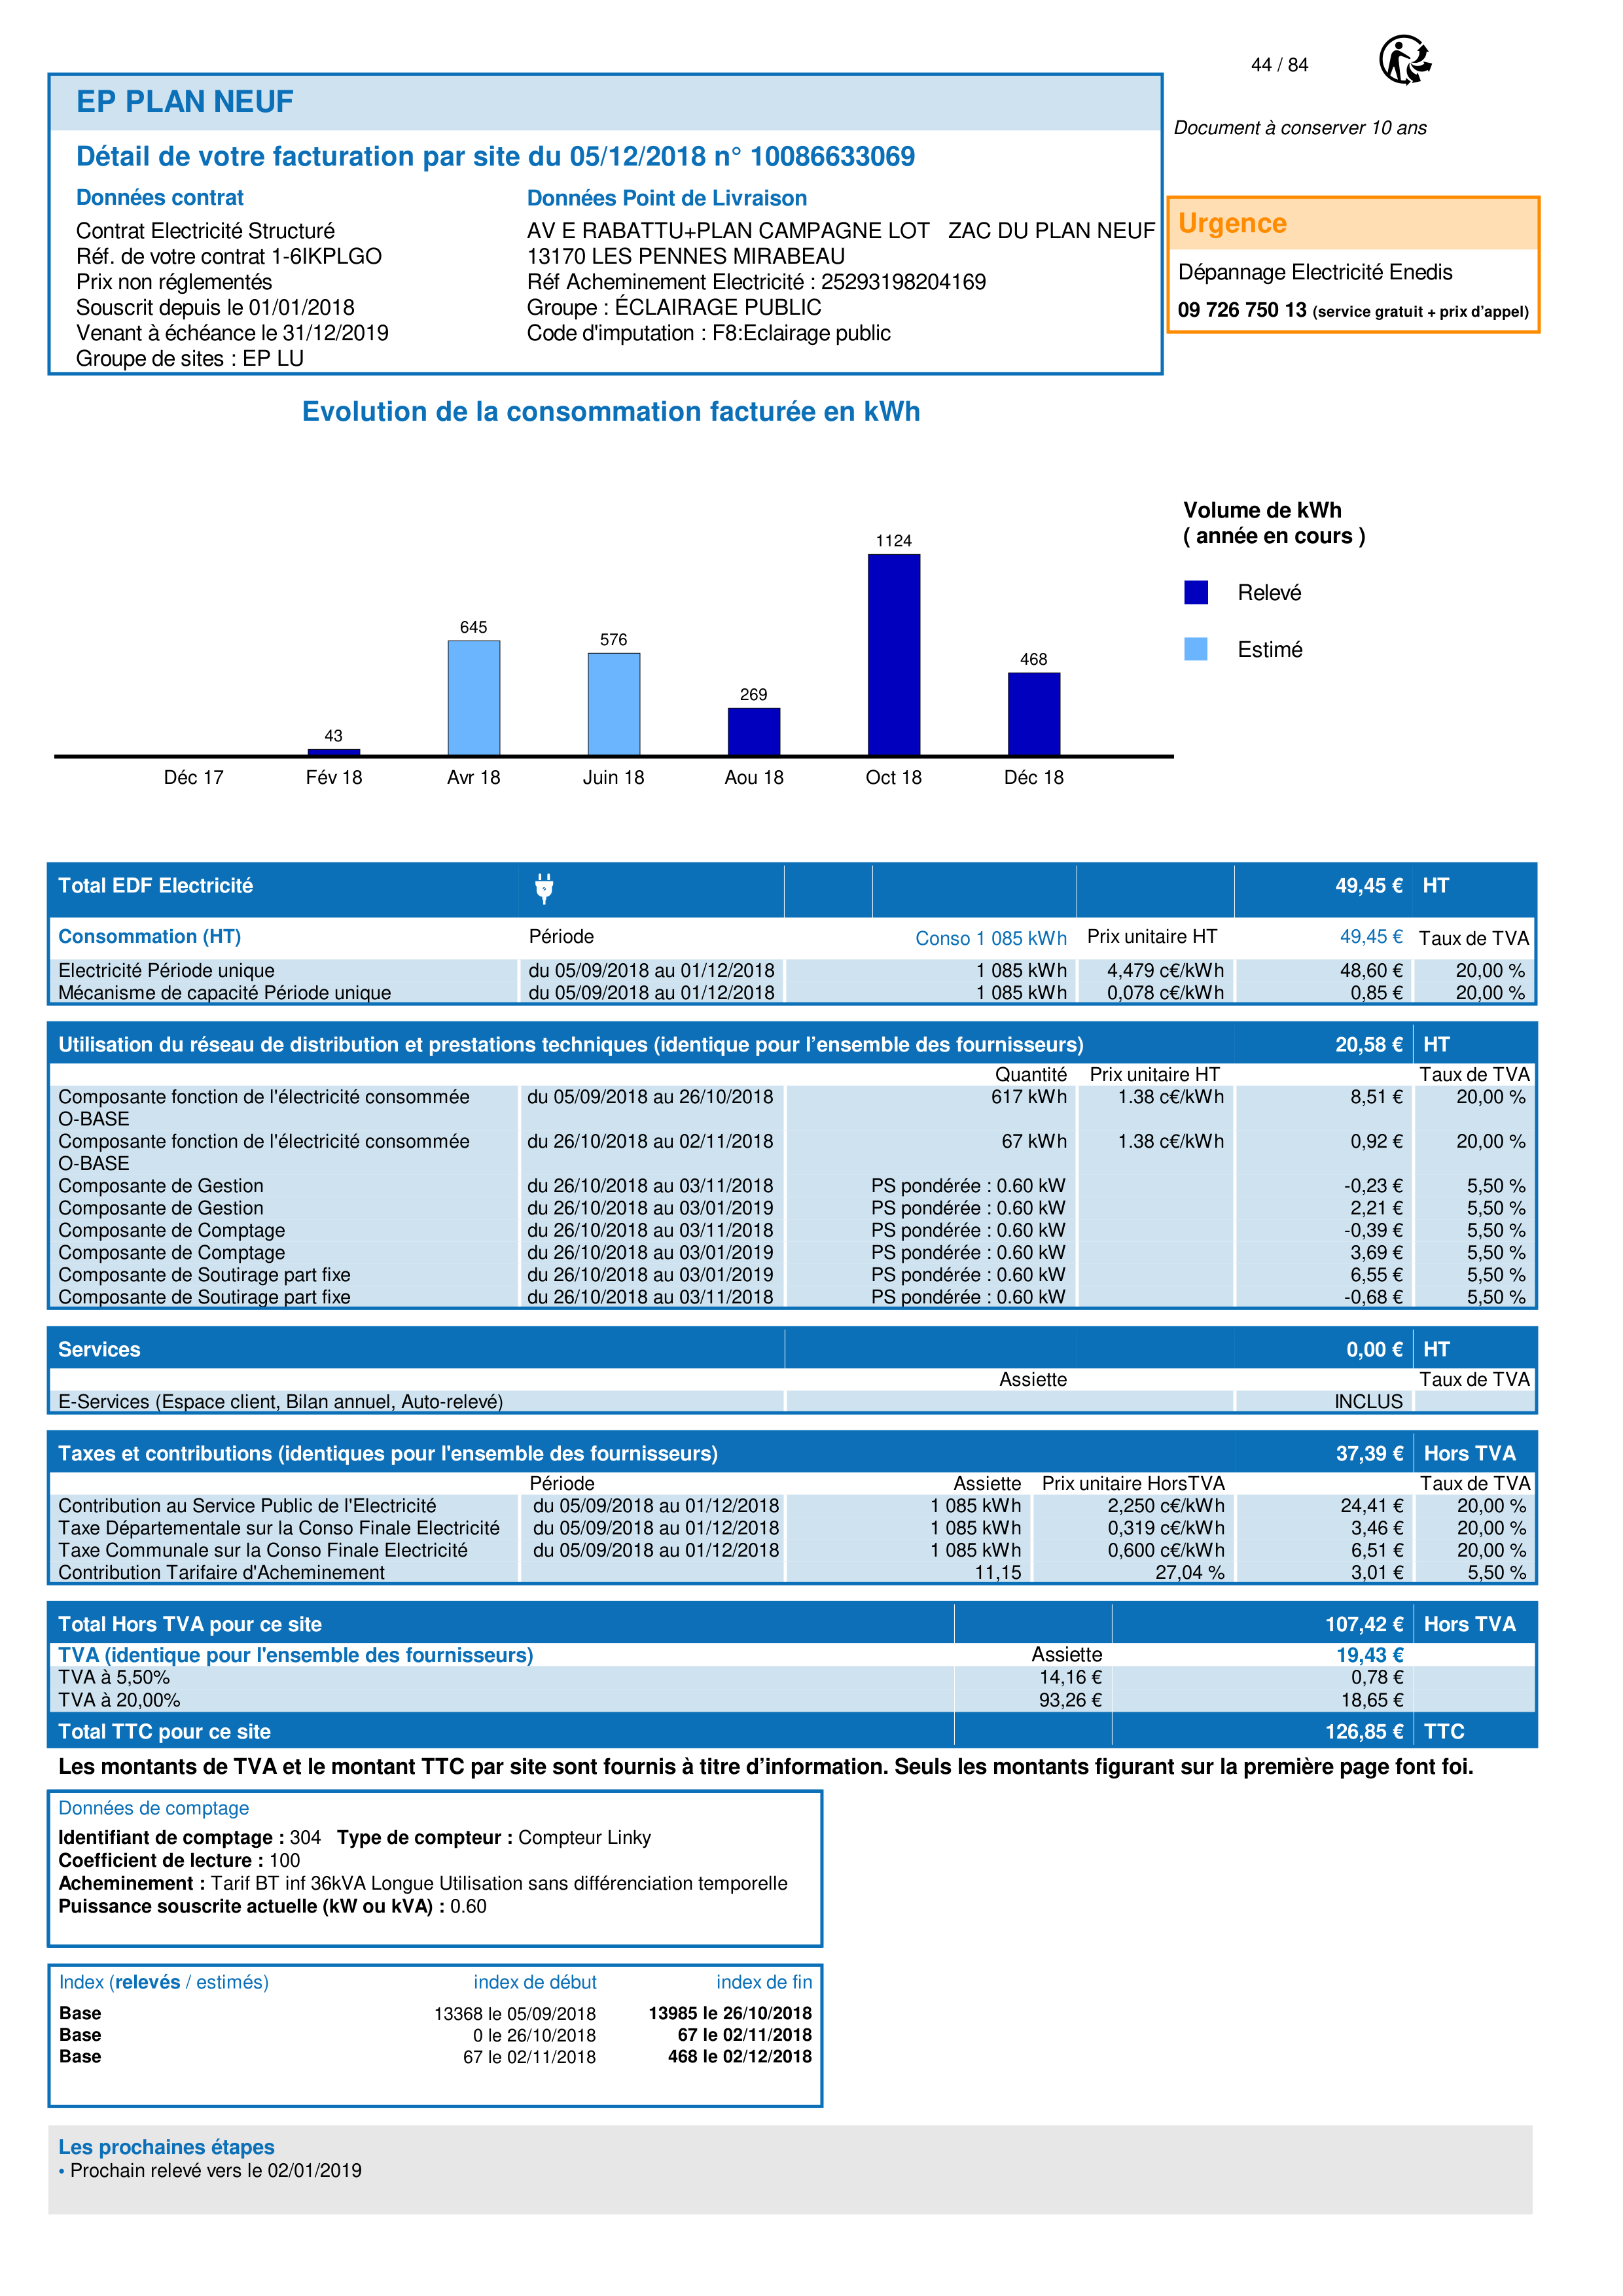 44 / 84
EP PLAN NEUF
Document à conserver 10 ans
Détail de votre facturation par site du 05/12/2018 n° 10086633069
Données contrat
Contrat Electricité Structuré
Réf. de votre contrat 1-6IKPLGO
Prix non réglementés
Souscrit depuis le 01/01/2018
Venant à échéance le 31/12/2019
Groupe de sites : EP LU
Données Point de Livraison
AV E RABATTU+PLAN CAMPAGNE LOT ZAC DU PLAN NEUF
13170 LES PENNES MIRABEAU
Réf Acheminement Electricité : 25293198204169
Groupe : ÉCLAIRAGE PUBLIC
Code d'imputation : F8:Eclairage public
Urgence
Dépannage Electricité Enedis
09 726 750 13 (service gratuit + prix d'appel)
Evolution de la consommation facturée en kWh
Volume de kWh
( année en cours )
Relevé
Estimé
1124
645
576
468
269
43
Déc 17 Fév 18 Avr 18 Juin 18 Aou 18 Oct 18 Déc 18
Total EDF Electricité 49,45 € HT
Consommation (HT) Période Conso 1 085 kWh Prix unitaire HT 49,45 € Taux de TVA
Electricité Période unique du 05/09/2018 au 01/12/2018 1 085 kWh 4,479 c€/kWh 48,60 € 20,00 %
Mécanisme de capacité Période unique du 05/09/2018 au 01/12/2018 1 085 kWh 0,078 c€/kWh 0,85 € 20,00 %
Utilisation du réseau de distribution et prestations techniques (identique pour l'ensemble des fournisseurs) 20,58 € HT
Quantité Prix unitaire HT Taux de TVA
Composante fonction de l'électricité consommée du 05/09/2018 au 26/10/2018 617 kWh 1.38 c€/kWh 8,51 € 20,00 %
O-BASE
Composante fonction de l'électricité consommée du 26/10/2018 au 02/11/2018 67 kWh 1.38 c€/kWh 0,92 € 20,00 %
O-BASE
Composante de Gestion du 26/10/2018 au 03/11/2018 PS pondérée : 0.60 kW -0,23 € 5,50 %
Composante de Gestion du 26/10/2018 au 03/01/2019 PS pondérée : 0.60 kW 2,21 € 5,50 %
Composante de Comptage du 26/10/2018 au 03/11/2018 PS pondérée : 0.60 kW -0,39 € 5,50 %
Composante de Comptage du 26/10/2018 au 03/01/2019 PS pondérée : 0.60 kW 3,69 € 5,50 %
Composante de Soutirage part fixe du 26/10/2018 au 03/01/2019 PS pondérée : 0.60 kW 6,55 € 5,50 %
Composante de Soutirage part fixe du 26/10/2018 au 03/11/2018 PS pondérée : 0.60 kW -0,68 € 5,50 %
Services 0,00 € HT
Assiette Taux de TVA
E-Services (Espace client, Bilan annuel, Auto-relevé) INCLUS
Taxes et contributions (identiques pour l'ensemble des fournisseurs) 37,39 € Hors TVA
Période Assiette Prix unitaire HorsTVA Taux de TVA
Contribution au Service Public de l'Electricité du 05/09/2018 au 01/12/2018 1 085 kWh 2,250 c€/kWh 24,41 € 20,00 %
Taxe Départementale sur la Conso Finale Electricité du 05/09/2018 au 01/12/2018 1 085 kWh 0,319 c€/kWh 3,46 € 20,00 %
Taxe Communale sur la Conso Finale Electricité du 05/09/2018 au 01/12/2018 1 085 kWh 0,600 c€/kWh 6,51 € 20,00 %
Contribution Tarifaire d'Acheminement 11,15 27,04 % 3,01 € 5,50 %
Total Hors TVA pour ce site 107,42 € Hors TVA
TVA (identique pour l'ensemble des fournisseurs) Assiette 19,43 €
TVA à 5,50% 14,16 € 0,78 €
TVA à 20,00% 93,26 € 18,65 €
Total TTC pour ce site 126,85 € TTC
Les montants de TVA et le montant TTC par site sont fournis à titre d'information. Seuls les montants figurant sur la première page font foi.
Données de comptage
Identifiant de comptage : 304 Type de compteur : Compteur Linky
Coefficient de lecture : 100
Acheminement : Tarif BT inf 36kVA Longue Utilisation sans différenciation temporelle
Puissance souscrite actuelle (kW ou kVA) : 0.60
Index (relevés / estimés) index de début index de fin
Base 13368 le 05/09/2018 13985 le 26/10/2018
Base 0 le 26/10/2018 67 le 02/11/2018
Base 67 le 02/11/2018 468 le 02/12/2018
Les prochaines étapes
• Prochain relevé vers le 02/01/2019